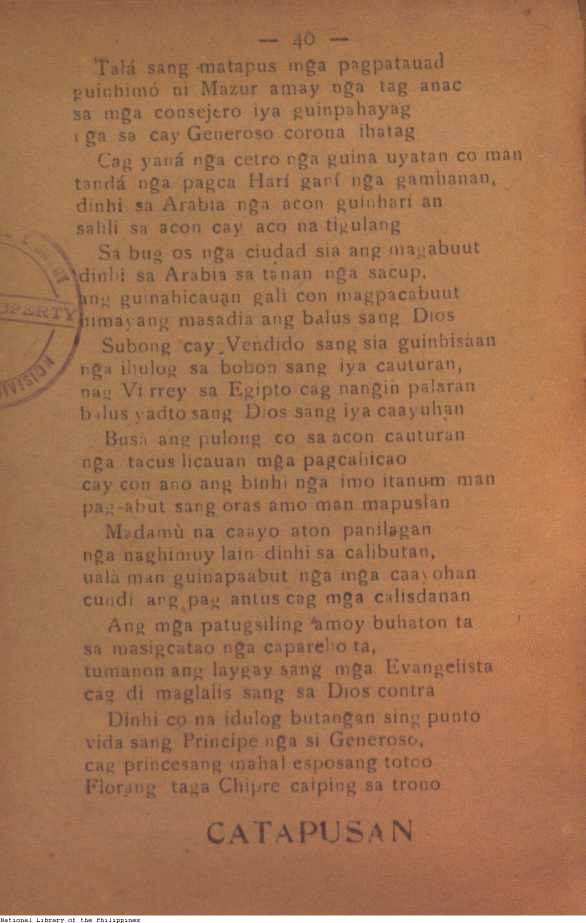 — 40 —
Talá sang matapus mga pagpatauad
guinhimó ni Mazur amay nga tag anac
sa mga consejero iya guinpahayag
nga sa cay Generoso corona ihatag
Cag yaná nga cetro nga guina uyatan co man
tandá nga pagca Harí garí nga gamhanan,
dinhi sa Arabia nga acon guinhari an
sahli sa acon cay aco na tigulang
Sa bug os nga ciudad sia ang magabuut
dinhi sa Arabia sa tanan nga sacup,
ang guinahicauan gali con magpacabuut
himayang masadia ang balus sang Dios
Subong cay Vendido sang sia guinbisaan
nga ihulog sa bobon sang iya cauturan,
nag Vi rrey sa Egipto cag nangin palaran
balus yadto sang Dios sang iya caayuhan
Busà ang pulong co sa acon cauturan
nga tacus licauan mga pagcahicao
cay con ano ang binhi nga imo itanum man
pag-abut sang oras amo man mapuslan
Madamù na caayo aton panilagan
nga naghimuy lain dinhi sa calibutan,
ualà man guinapaabut nga mga caayohan
cundi ang pag antus cag mga calisdanan
Ang mga patugsiling amoy buhaton ta
sa masigcatao nga capareho ta,
tumanon ang laygay sang mga Evangelista
cag di maglalis sang sa Dios contra
Dinhi co na idulog butangan sing punto
vida sang Principe nga si Generoso,
cag princesang mahal esposang totoo
Florang taga Chipre caiping sa trono
CATAPUSAN
PROPERTY
National Library of the Philippines